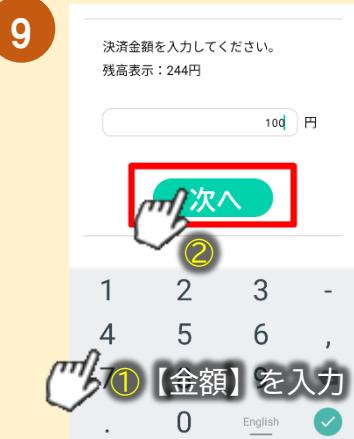 9
決済金額を入力してください。
残高表示：244円
100 円
次へ
②
1 2 3 -
4 5 6 ,
7 9
①【金額】を入力
. 0 English